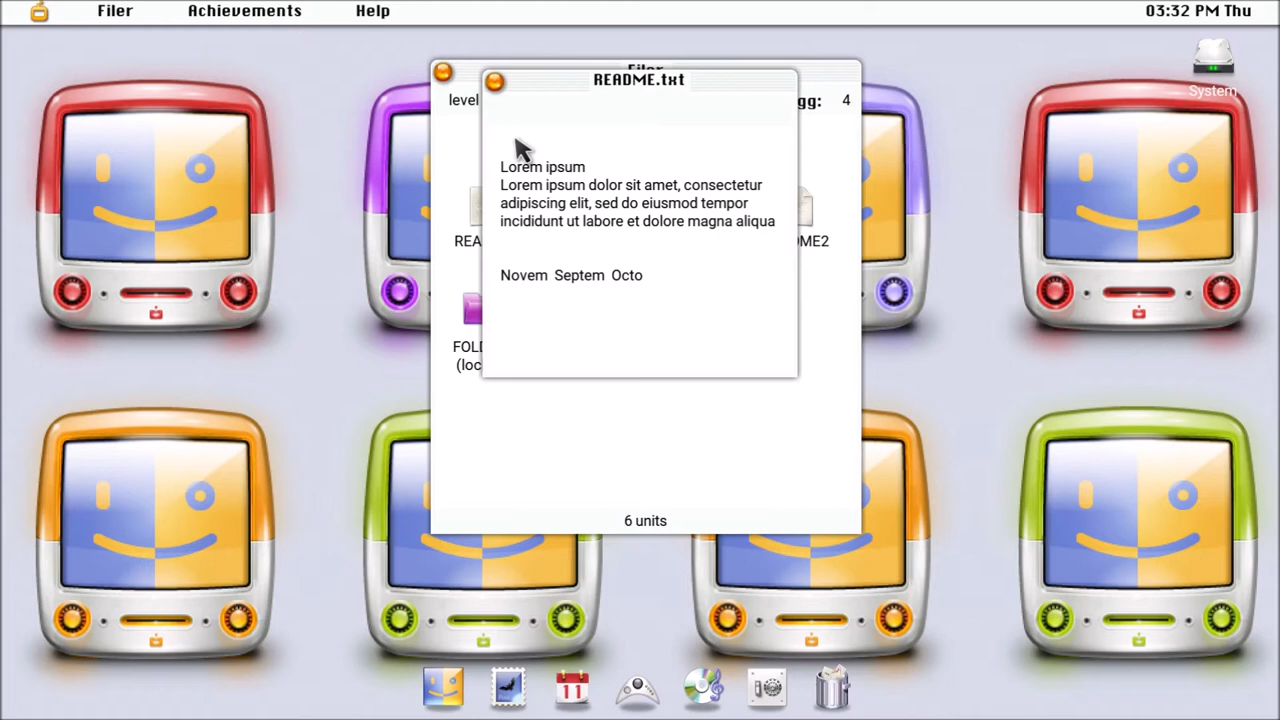 Filer Achievements Help 03:32 PM Thu
System
README.txt
level gg: 4
Lorem ipsum
Lorem ipsum dolor sit amet, consectetur
adipiscing elit, sed do eiusmod tempor
incididunt ut labore et dolore magna aliqua
REA OME2
Novem Septem Octo
FOLD
(loc
6 units
11